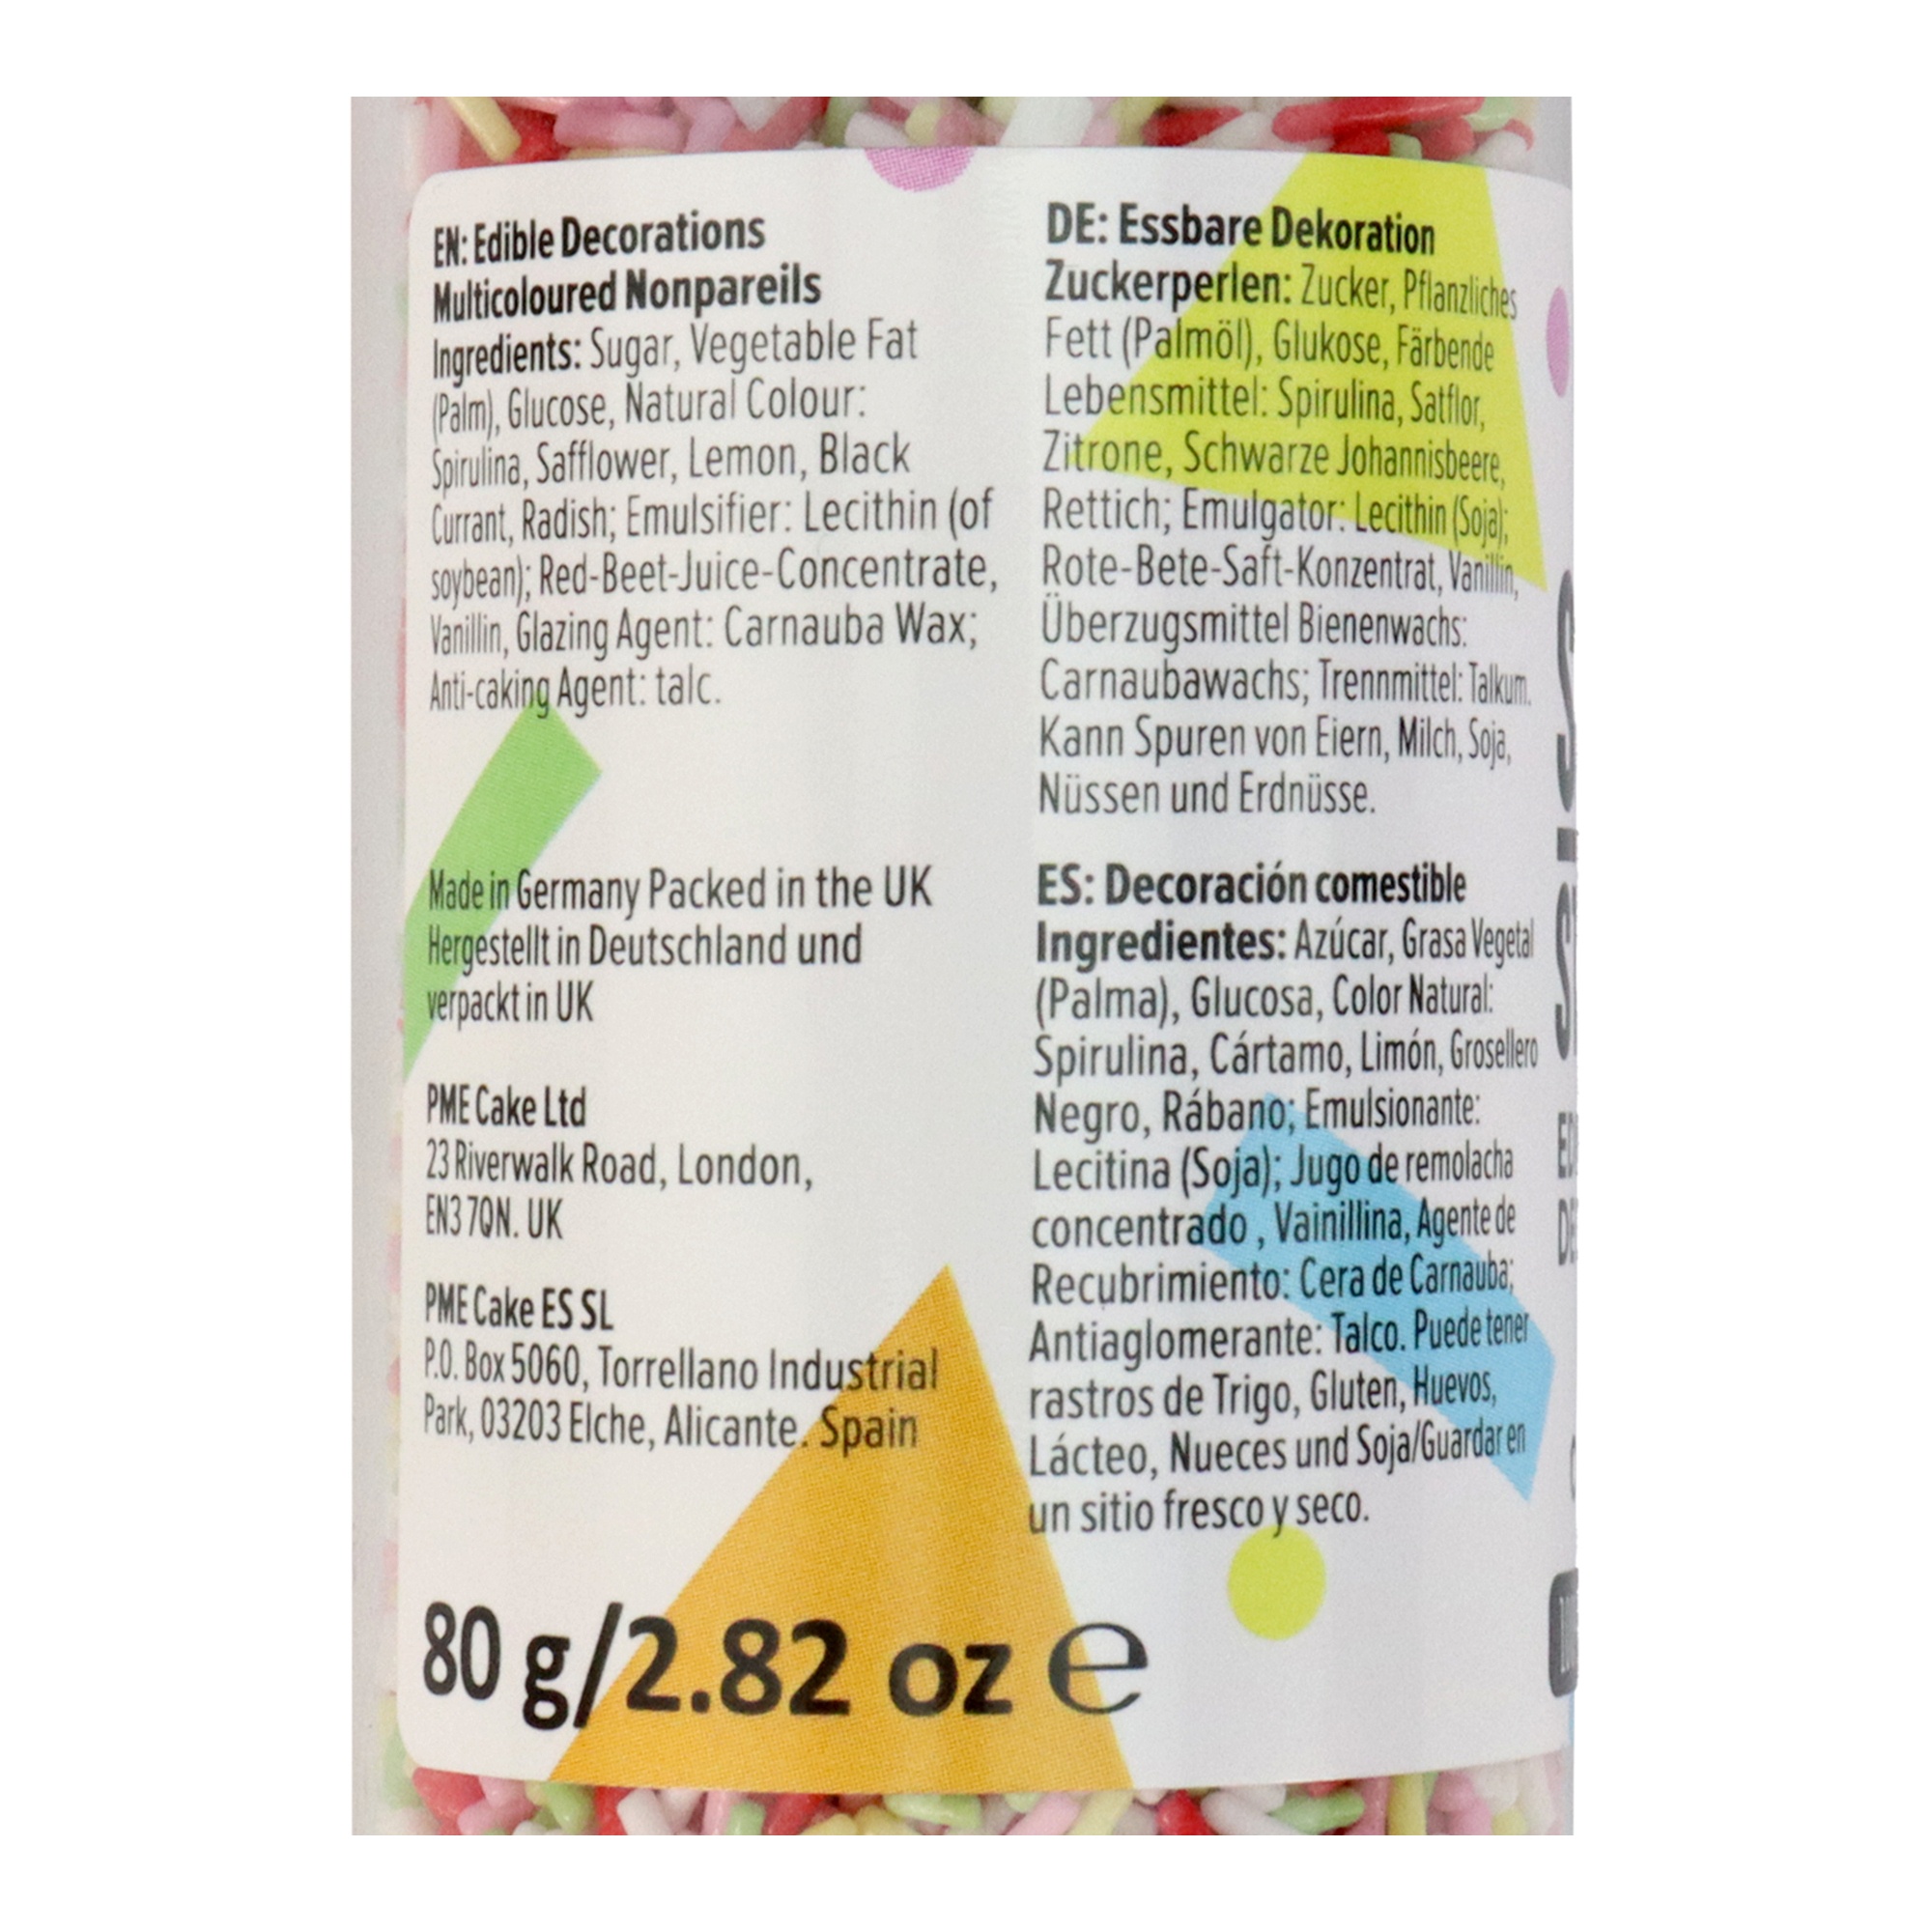 EN: Edible Decorations
Multicoloured Nonpareils
Ingredients: Sugar, Vegetable Fat
(Palm), Glucose, Natural Colour:
Spirulina, Safflower, Lemon, Black
Currant, Radish; Emulsifier: Lecithin (of
soybean); Red-Beet-Juice-Concentrate,
Vanillin, Glazing Agent: Carnauba Wax;
Anti-caking Agent: talc.
Made in Germany Packed in the UK
Hergestellt in Deutschland und
verpackt in UK
PME Cake Ltd
23 Riverwalk Road, London,
EN3 7QN. UK
PME Cake ES SL
P.O. Box 5060, Torrellano Industrial
Park, 03203 Elche, Alicante. Spain
80 g/2.82 oz e
DE: Essbare Dekoration
Zuckerperlen: Zucker, Pflanzliches
Fett (Palmöl), Glukose, Färbende
Lebensmittel: Spirulina, Satflor,
Zitrone, Schwarze Johannisbeere,
Rettich; Emulgator: Lecithin (Soja);
Rote-Bete-Saft-Konzentrat, Vanillin,
Überzugsmittel Bienenwachs:
Carnaubawachs; Trennmittel: Talkum.
Kann Spuren von Eiern, Milch, Soja,
Nüssen und Erdnüsse.
ES: Decoración comestible
Ingredientes: Azúcar, Grasa Vegetal
(Palma), Glucosa, Color Natural:
Spirulina, Cártamo, Limón, Grosellero
Negro, Rábano; Emulsionante:
Lecitina (Soja); Jugo de remolacha
concentrado , Vainillina, Agente de
Recubrimiento: Cera de Carnauba;
Antiaglomerante: Talco. Puede tener
rastros de Trigo, Gluten, Huevos,
Lácteo, Nueces und Soja/Guardar en
un sitio fresco y seco.